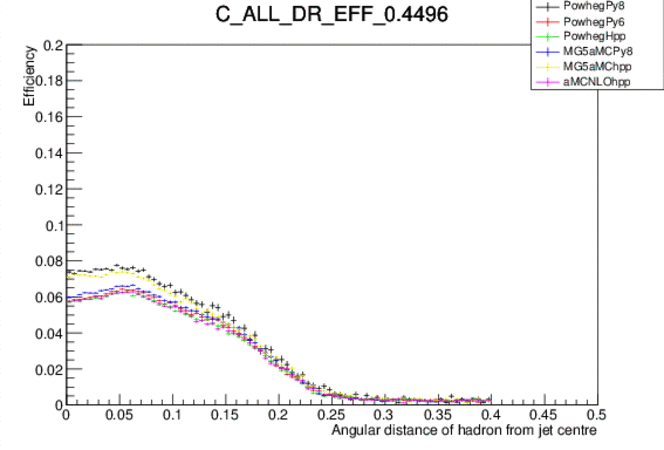 C_ALL_DR_EFF_0.4496
PowhegPy8
PowhegPy6
PowhegHpp
MG5aMCPy8
MG5aMChpp
aMCNLOhpp
Efficiency
0.2
0.18
0.16
0.14
0.12
0.1
0.08
0.06
0.04
0.02
0
0 0.05 0.1 0.15 0.2 0.25 0.3 0.35 0.4 0.45 0.5
Angular distance of hadron from jet centre